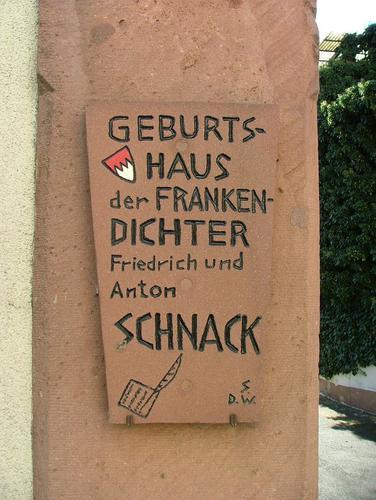 GEBURTS-
HAUS
der FRANKEN-
DICHTER
Friedrich und
Anton
SCHNACK
S
D.W.